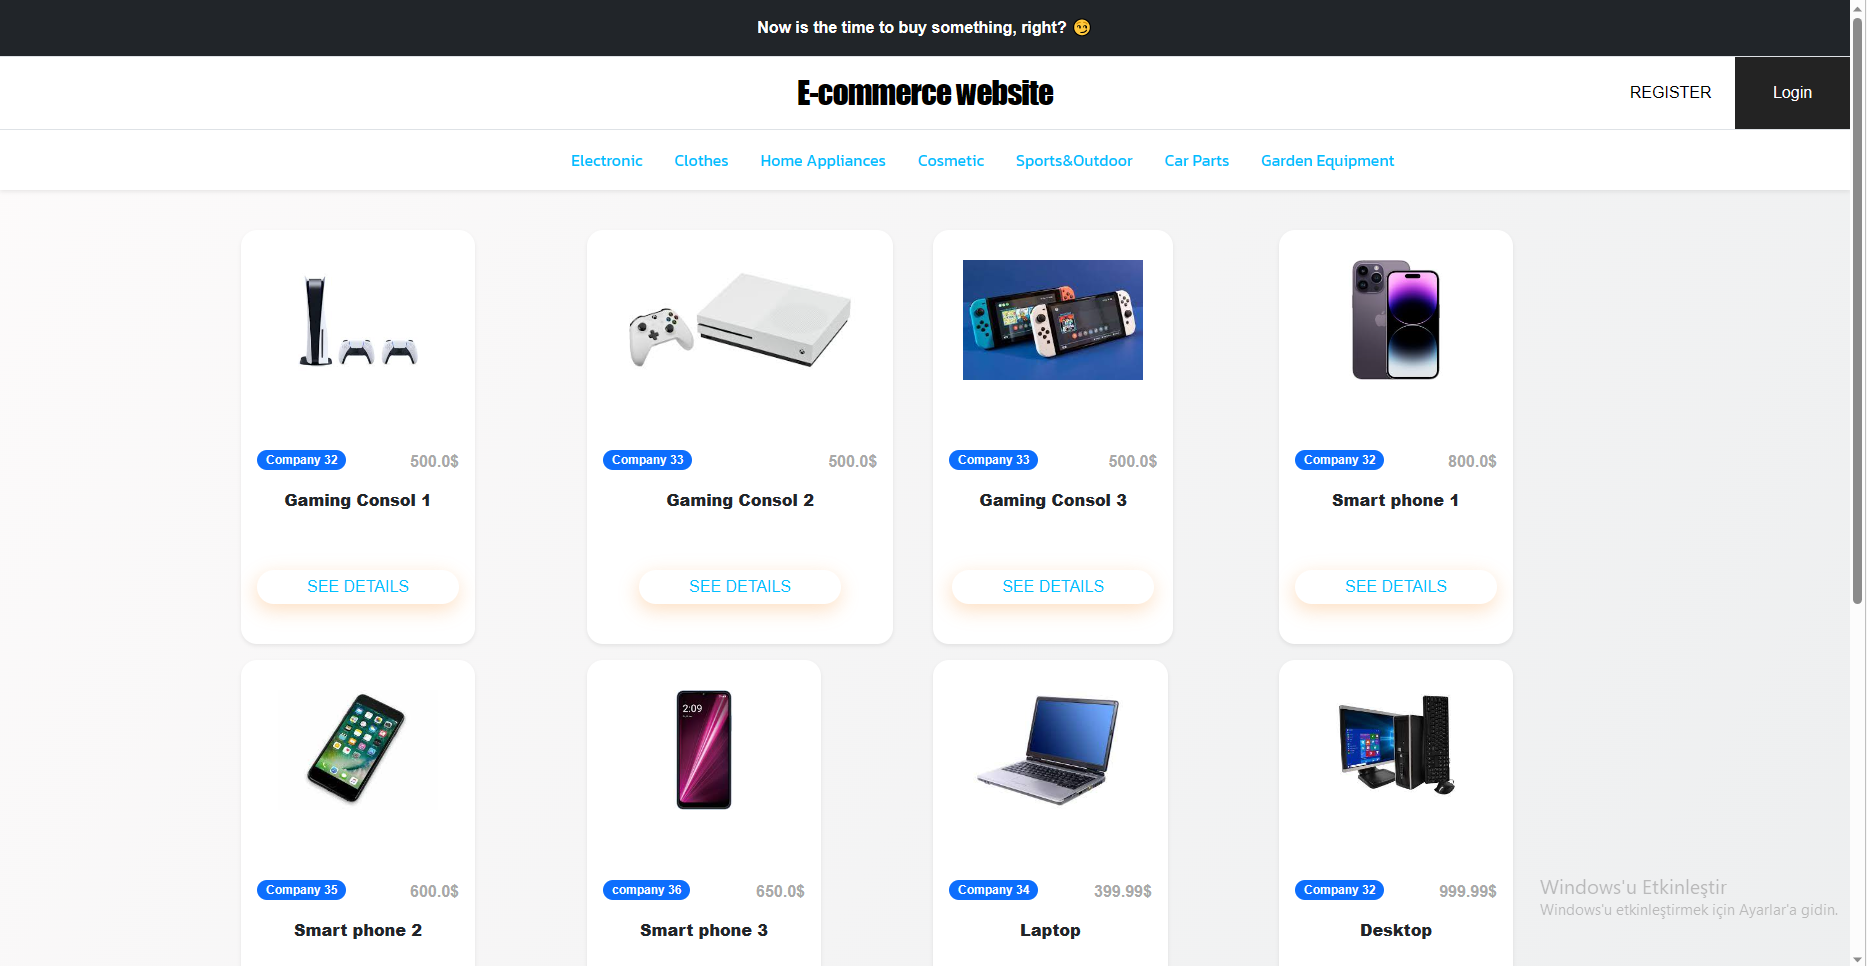 Now is the time to buy something, right? 😏
E-commerce website
REGISTER
Login
Electronic Clothes Home Appliances Cosmetic Sports&Outdoor Car Parts Garden Equipment
Company 32 500.0$
Gaming Consol 1
SEE DETAILS
Company 33 500.0$
Gaming Consol 2
SEE DETAILS
Company 33 500.0$
Gaming Consol 3
SEE DETAILS
Company 32 800.0$
Smart phone 1
SEE DETAILS
Company 35 600.0$
Smart phone 2
2:09
company 36 650.0$
Smart phone 3
Company 34 399.99$
Laptop
Company 32 999.99$
Desktop
Windows'u Etkinleştir
Windows'u etkinleştirmek için Ayarlar'a gidin.